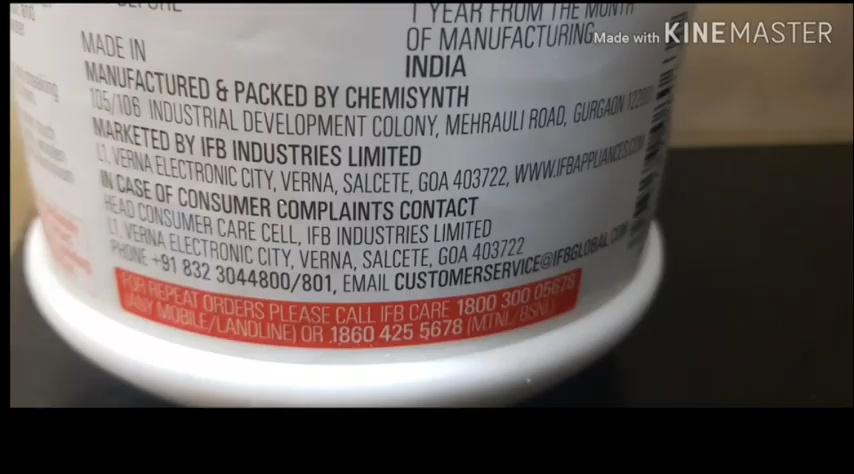 BEFORE
1 YEAR FROM THE MONTH
OF MANUFACTURING
Made with KINEMASTER
MADE IN
INDIA
MANUFACTURED & PACKED BY CHEMISYNTH
105/106 INDUSTRIAL DEVELOPMENT COLONY, MEHRAULI ROAD, GURGAON
MARKETED BY IFB INDUSTRIES LIMITED
L1, VERNA ELECTRONIC CITY, VERNA, SALCETE, GOA 403722, WWW.IFBAPPLIANCES.COM
IN CASE OF CONSUMER COMPLAINTS CONTACT
HEAD CONSUMER CARE CELL, IFB INDUSTRIES LIMITED
L1, VERNA ELECTRONIC CITY, VERNA, SALCETE, GOA 403722
PHONE +91 832 3044800/801, EMAIL CUSTOMERSERVICE@IFBGLOBAL.COM
FOR REPEAT ORDERS PLEASE CALL IFB CARE 1800 300 05678
(ANY MOBILE/LANDLINE) OR 1860 425 5678 (MTNL/BSNL)